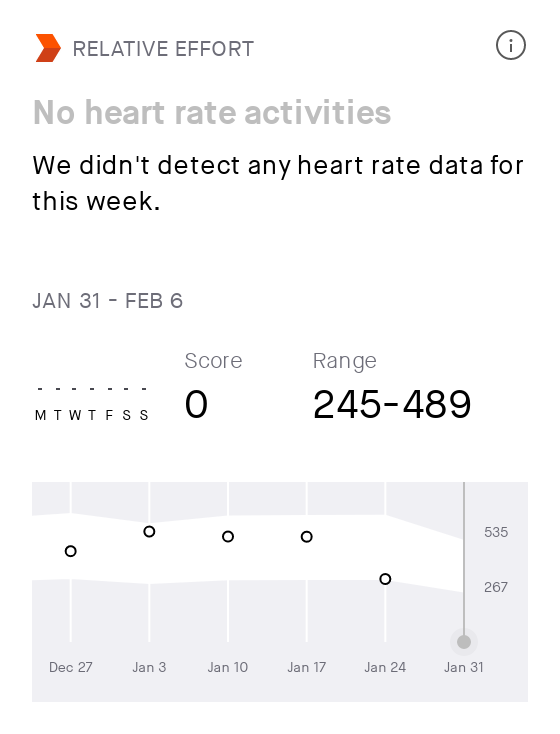 RELATIVE EFFORT
No heart rate activities
We didn't detect any heart rate data for
this week.
JAN 31 - FEB 6
Score Range
- - - - - - -
0 245-489
M T W T F S S
535
267
Dec 27 Jan 3 Jan 10 Jan 17 Jan 24 Jan 31